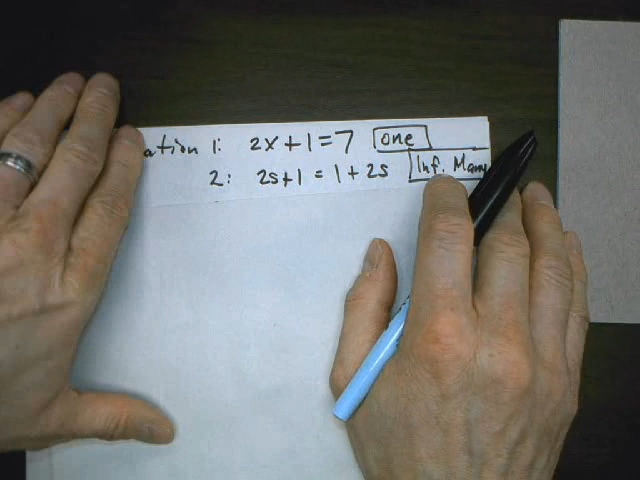 ation 1: 2x+1=7 one
2: 2s+1 = 1+2s Inf. Many